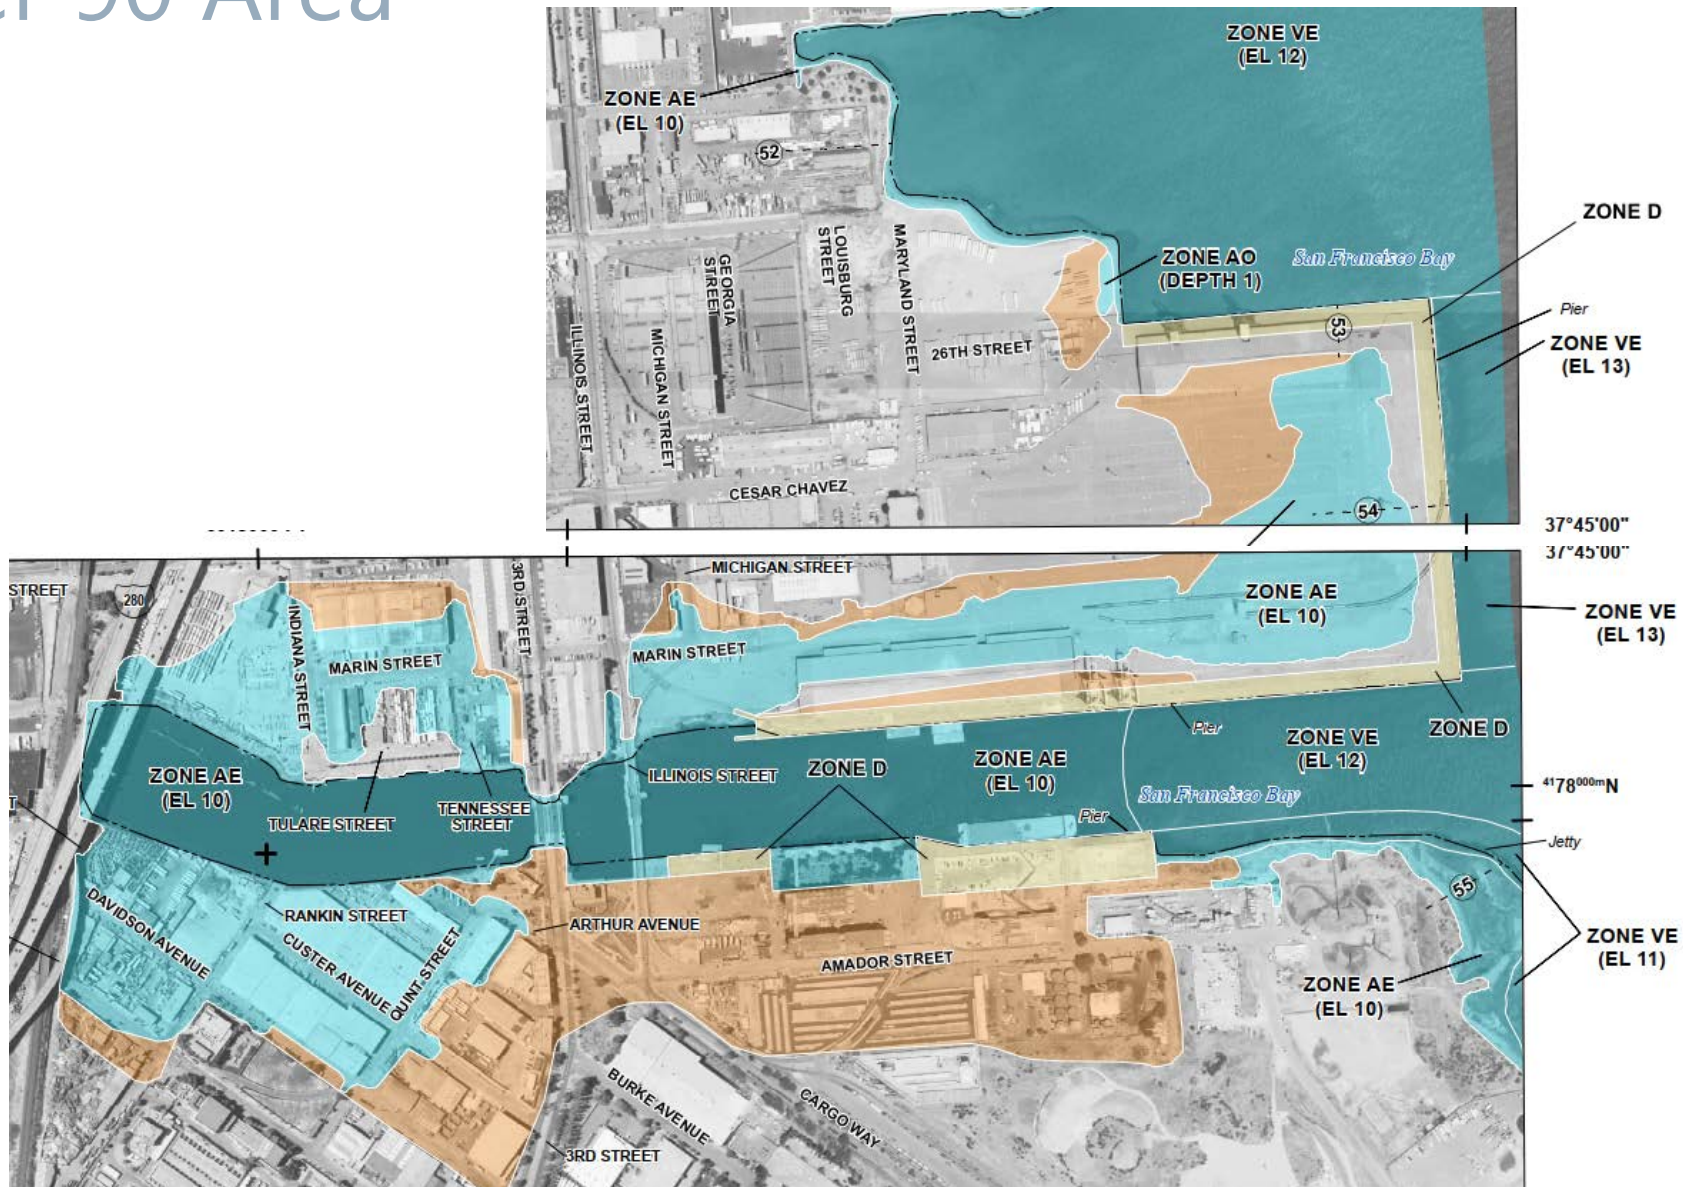 90 Area
ZONE VE
(EL 12)
ZONE AE
(EL 10)
52
ZONE D
LOUISBURG
STREET
MARYLAND STREET
GEORGIA
STREET
ZONE AO
(DEPTH 1)
San Francisco Bay
Pier
53
ILLINOIS STREET
MICHIGAN STREET
26TH STREET
ZONE VE
(EL 13)
CESAR CHAVEZ
54
37°45'00"
37°45'00"
STREET
280
3RD STREET
MICHIGAN STREET
INDIANA STREET
ZONE AE
(EL 10)
ZONE VE
(EL 13)
MARIN STREET
MARIN STREET
Pier
ZONE D
ZONE AE
(EL 10)
ILLINOIS STREET
ZONE D
ZONE AE
(EL 10)
ZONE VE
(EL 12)
San Francisco Bay
4178000mN
TENNESSEE
STREET
TULARE STREET
Pier
Jetty
55
DAVIDSON AVENUE
RANKIN STREET
CUSTER AVENUE
QUINT STREET
ARTHUR AVENUE
AMADOR STREET
ZONE VE
(EL 11)
ZONE AE
(EL 10)
BURKE AVENUE
CARGO WAY
3RD STREET